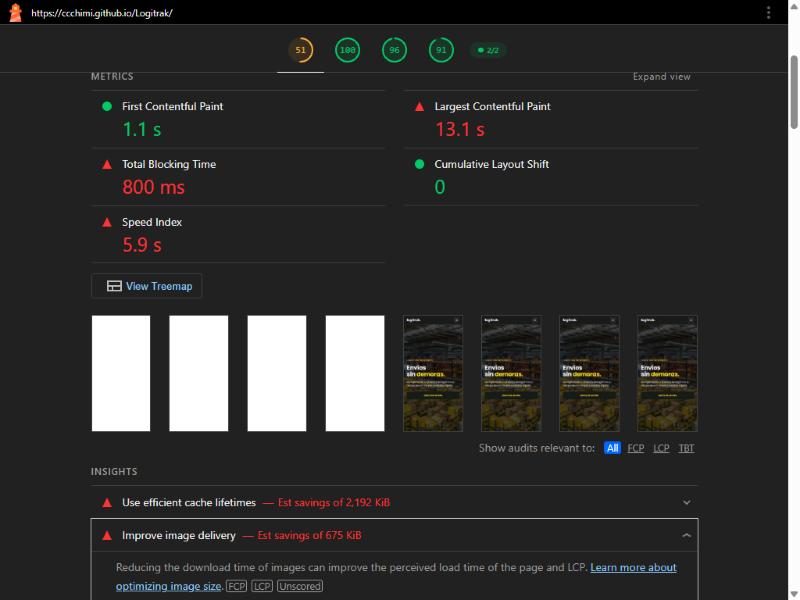 https://ccchimi.github.io/Logitrak/
51 100 96 91 2/2
METRICS Expand view
First Contentful Paint
1.1 s
Largest Contentful Paint
13.1 s
Total Blocking Time
800 ms
Cumulative Layout Shift
0
Speed Index
5.9 s
View Treemap
Envios
sin demoras.
Envios
sin demoras.
Envios
sin demoras.
Envios
sin demoras.
Show audits relevant to: All FCP LCP TBT
INSIGHTS
Use efficient cache lifetimes — Est savings of 2,192 KiB
Improve image delivery — Est savings of 675 KiB
Reducing the download time of images can improve the perceived load time of the page and LCP. Learn more about
optimizing image size. FCP LCP Unscored